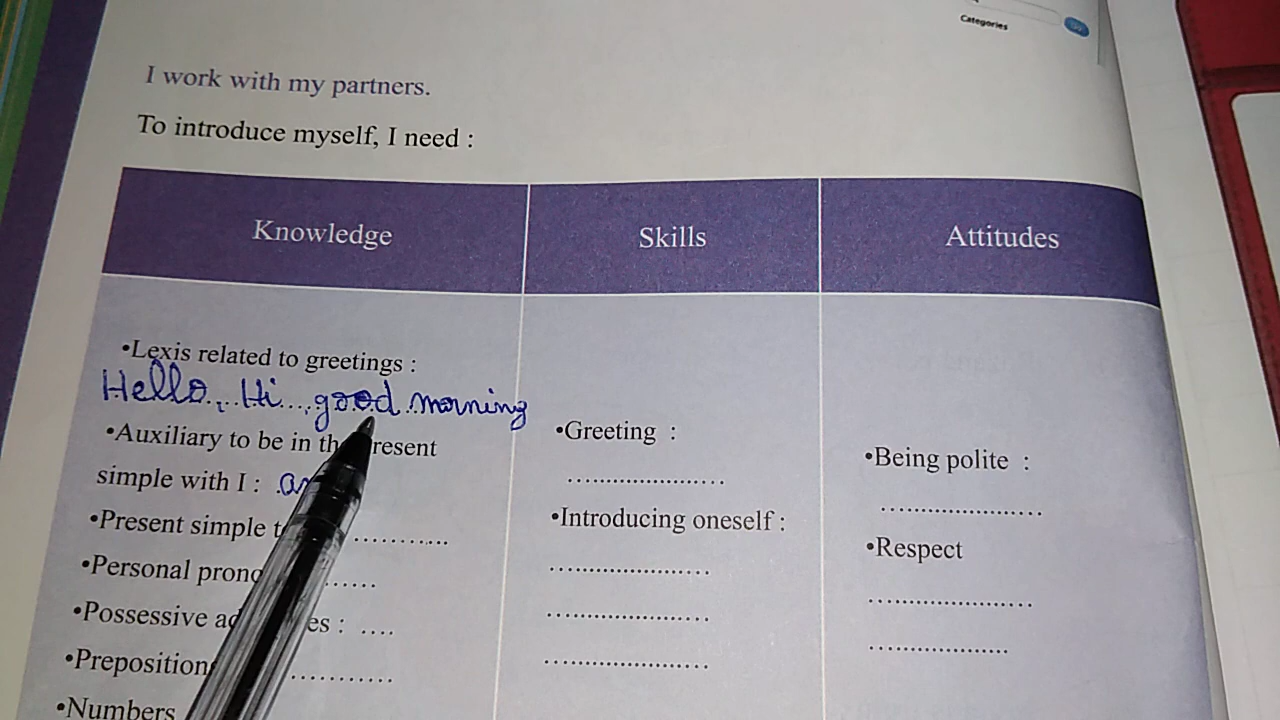 Categories
I work with my partners.
To introduce myself, I need :
Knowledge
Skills
Attitudes
•Lexis related to greetings :
Hello, Hi, good morning
•Auxiliary to be in the present
simple with I :
•Present simple ..........
•Personal ......
•Possessive : ....
...........
•Numbers
•Greeting :
......................
•Introducing oneself :
......................
......................
......................
•Being polite :
......................
•Respect
......................
...................